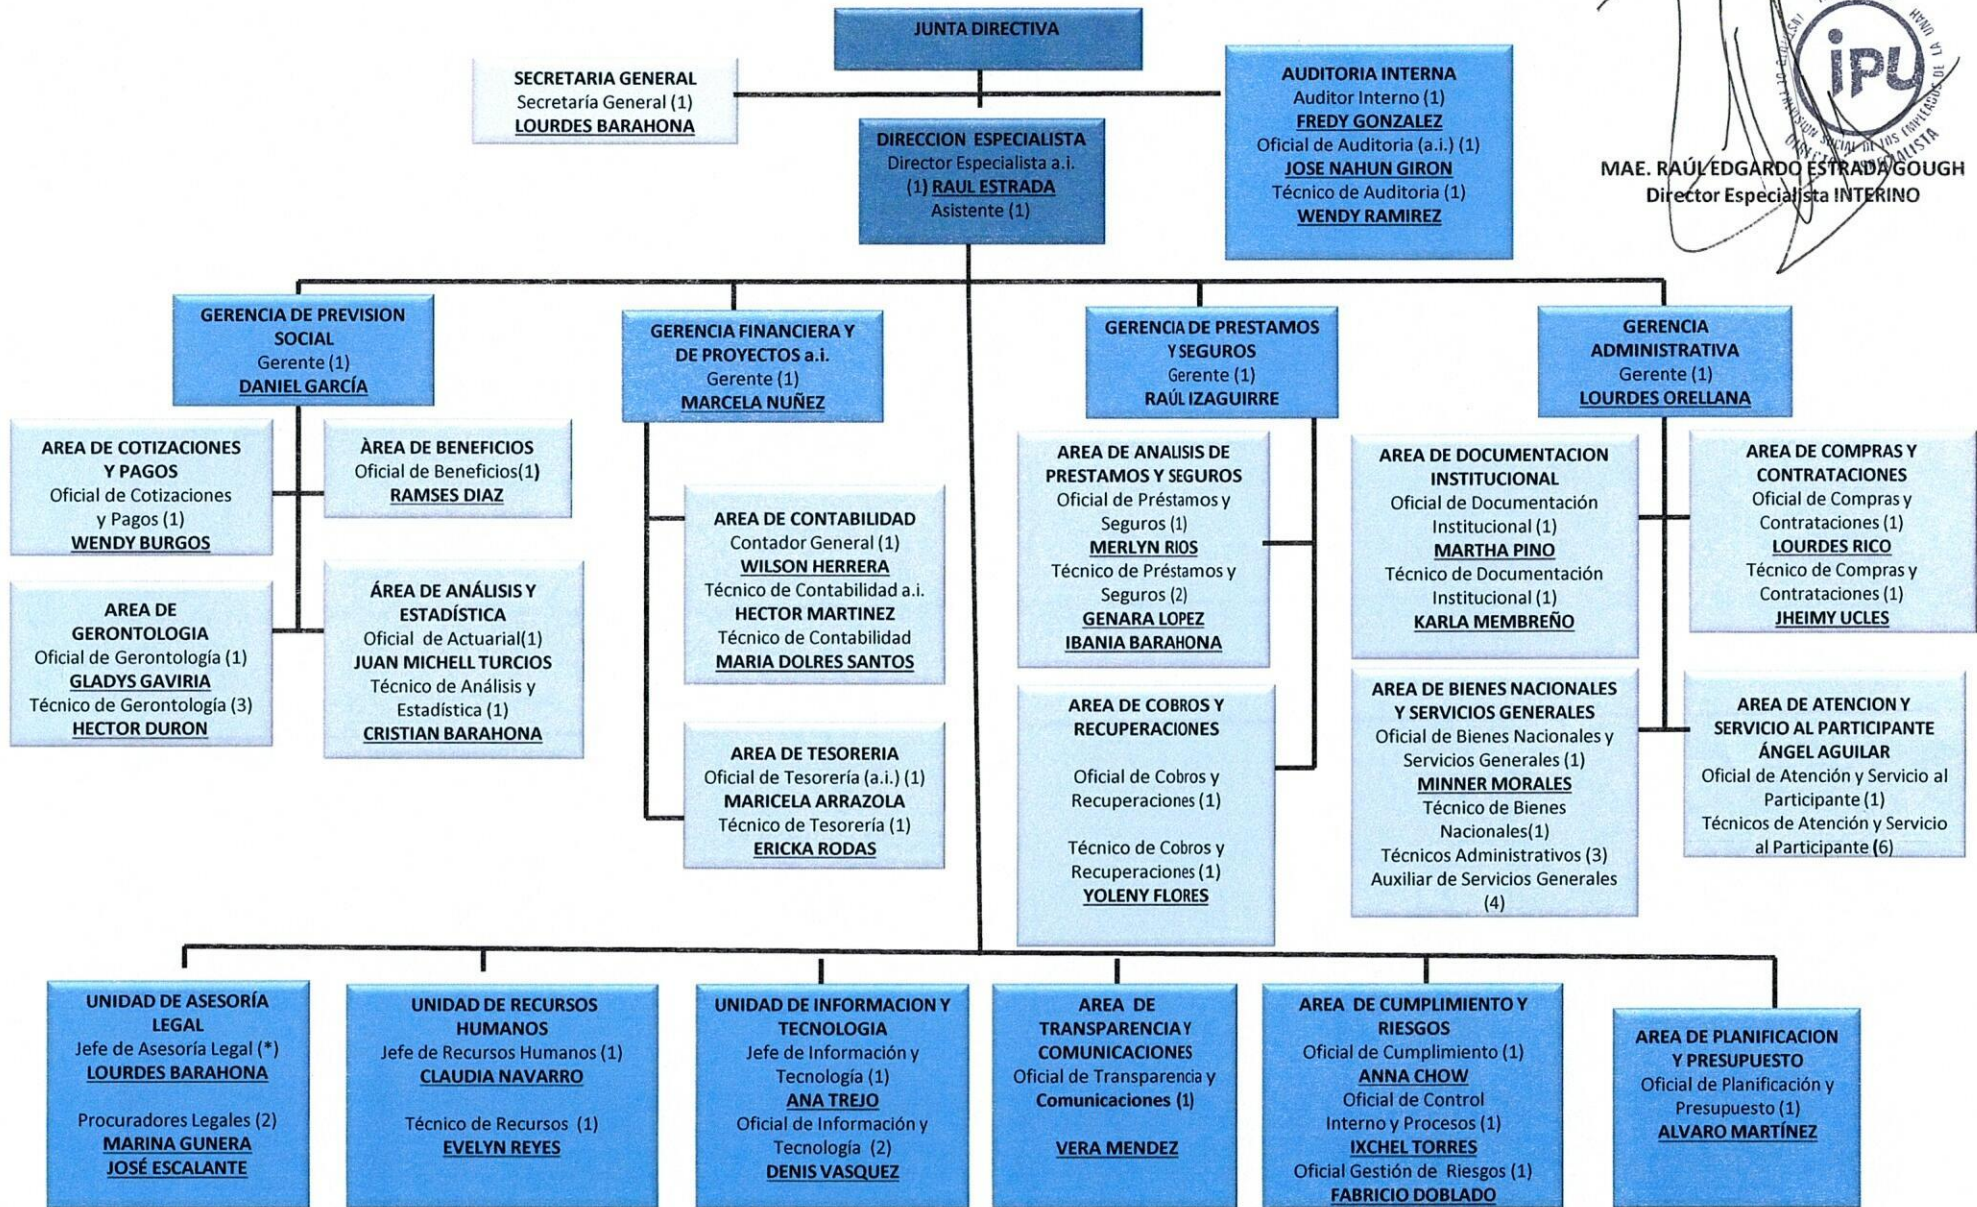 JUNTA DIRECTIVA
SECRETARIA GENERAL
Secretaría General (1)
LOURDES BARAHONA
DIRECCION ESPECIALISTA
Director Especialista a.i.
(1) RAUL ESTRADA
Asistente (1)
AUDITORIA INTERNA
Auditor Interno (1)
FREDY GONZALEZ
Oficial de Auditoria (a.i.) (1)
JOSE NAHUN GIRON
Técnico de Auditoria (1)
WENDY RAMIREZ
iPU
SOCIAL DE LOS EMPLEADOS DE LA UNAH
MAE. RAÚL EDGARDO ESTRADA GOUGH
Director Especialista INTERINO
GERENCIA DE PREVISION
SOCIAL
Gerente (1)
DANIEL GARCÍA
GERENCIA FINANCIERA Y
DE PROYECTOS a.i.
Gerente (1)
MARCELA NUÑEZ
GERENCIA DE PRESTAMOS
Y SEGUROS
Gerente (1)
RAÚL IZAGUIRRE
GERENCIA
ADMINISTRATIVA
Gerente (1)
LOURDES ORELLANA
AREA DE COTIZACIONES
Y PAGOS
Oficial de Cotizaciones
y Pagos (1)
WENDY BURGOS
ÀREA DE BENEFICIOS
Oficial de Beneficios(1)
RAMSES DIAZ
AREA DE
GERONTOLOGIA
Oficial de Gerontología (1)
GLADYS GAVIRIA
Técnico de Gerontología (3)
HECTOR DURON
ÁREA DE ANÁLISIS Y
ESTADÍSTICA
Oficial de Actuarial(1)
JUAN MICHELL TURCIOS
Técnico de Análisis y
Estadística (1)
CRISTIAN BARAHONA
AREA DE CONTABILIDAD
Contador General (1)
WILSON HERRERA
Técnico de Contabilidad a.i.
HECTOR MARTINEZ
Técnico de Contabilidad
MARIA DOLRES SANTOS
AREA DE TESORERIA
Oficial de Tesorería (a.i.) (1)
MARICELA ARRAZOLA
Técnico de Tesorería (1)
ERICKA RODAS
AREA DE ANALISIS DE
PRESTAMOS Y SEGUROS
Oficial de Préstamos y
Seguros (1)
MERLYN RIOS
Técnico de Préstamos y
Seguros (2)
GENARA LOPEZ
IBANIA BARAHONA
AREA DE COBROS Y
RECUPERACIONES
Oficial de Cobros y
Recuperaciones (1)
Técnico de Cobros y
Recuperaciones (1)
YOLENY FLORES
AREA DE DOCUMENTACION
INSTITUCIONAL
Oficial de Documentación
Institucional (1)
MARTHA PINO
Técnico de Documentación
Institucional (1)
KARLA MEMBREÑO
AREA DE COMPRAS Y
CONTRATACIONES
Oficial de Compras y
Contrataciones (1)
LOURDES RICO
Técnico de Compras y
Contrataciones (1)
JHEIMY UCLES
AREA DE BIENES NACIONALES
Y SERVICIOS GENERALES
Oficial de Bienes Nacionales y
Servicios Generales (1)
MINNER MORALES
Técnico de Bienes
Nacionales(1)
Técnicos Administrativos (3)
Auxiliar de Servicios Generales
(4)
AREA DE ATENCION Y
SERVICIO AL PARTICIPANTE
ÁNGEL AGUILAR
Oficial de Atención y Servicio al
Participante (1)
Técnicos de Atención y Servicio
al Participante (6)
UNIDAD DE ASESORÍA
LEGAL
Jefe de Asesoría Legal (*)
LOURDES BARAHONA
Procuradores Legales (2)
MARINA GUNERA
JOSÉ ESCALANTE
UNIDAD DE RECURSOS
HUMANOS
Jefe de Recursos Humanos (1)
CLAUDIA NAVARRO
Técnico de Recursos (1)
EVELYN REYES
UNIDAD DE INFORMACION Y
TECNOLOGIA
Jefe de Información y
Tecnología (1)
ANA TREJO
Oficial de Información y
Tecnología (2)
DENIS VASQUEZ
AREA DE
TRANSPARENCIA Y
COMUNICACIONES
Oficial de Transparencia y
Comunicaciones (1)
VERA MENDEZ
AREA DE CUMPLIMIENTO Y
RIESGOS
Oficial de Cumplimiento (1)
ANNA CHOW
Oficial de Control
Interno y Procesos (1)
IXCHEL TORRES
Oficial Gestión de Riesgos (1)
FABRICIO DOBLADO
AREA DE PLANIFICACION
Y PRESUPUESTO
Oficial de Planificación y
Presupuesto (1)
ALVARO MARTÍNEZ